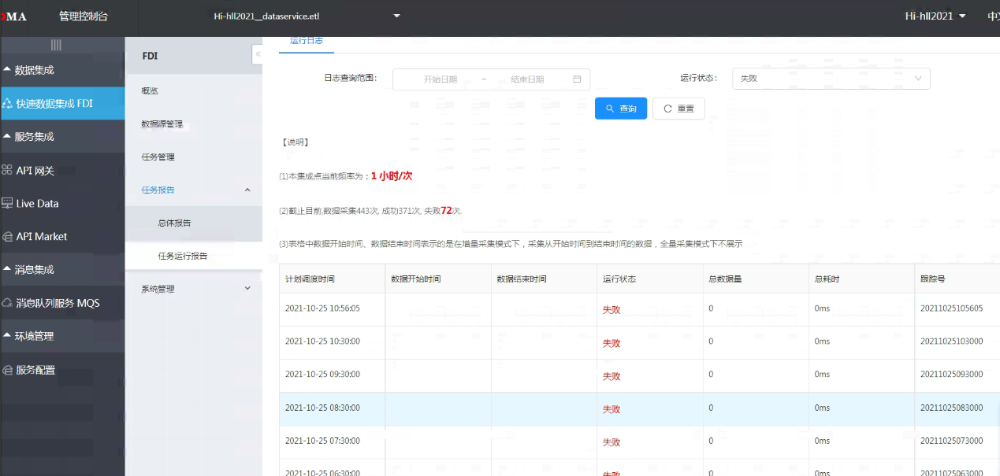 MA 管理控制台 Hi-hll2021__dataservice.etl Hi-hll2021
数据集成
快速数据集成 FDI
服务集成
API 网关
Live Data
API Market
消息集成
消息队列服务 MQS
环境管理
服务配置
FDI
概览
数据源管理
任务管理
任务报告
总体报告
任务运行报告
系统管理
运行日志
日志查询范围: 开始日期 ~ 结束日期 运行状态: 失败
查询 重置
【说明】
(1)本集成点当前频率为：1 小时/次
(2)截止目前,数据采集443次, 成功371次, 失败72次.
(3)表格中数据开始时间、数据结束时间表示的是在增量采集模式下，采集从开始时间到结束时间的数据，全量采集模式下不展示
计划调度时间 数据开始时间 数据结束时间 运行状态 总数据量 总耗时 跟踪号
2021-10-25 10:56:05 失败 0 0ms 20211025105605
2021-10-25 10:30:00 失败 0 0ms 20211025103000
2021-10-25 09:30:00 失败 0 0ms 20211025093000
2021-10-25 08:30:00 失败 0 0ms 20211025083000
2021-10-25 07:30:00 失败 0 0ms 20211025073000
2021-10-25 06:30:00 失败 0 0ms 20211025063000